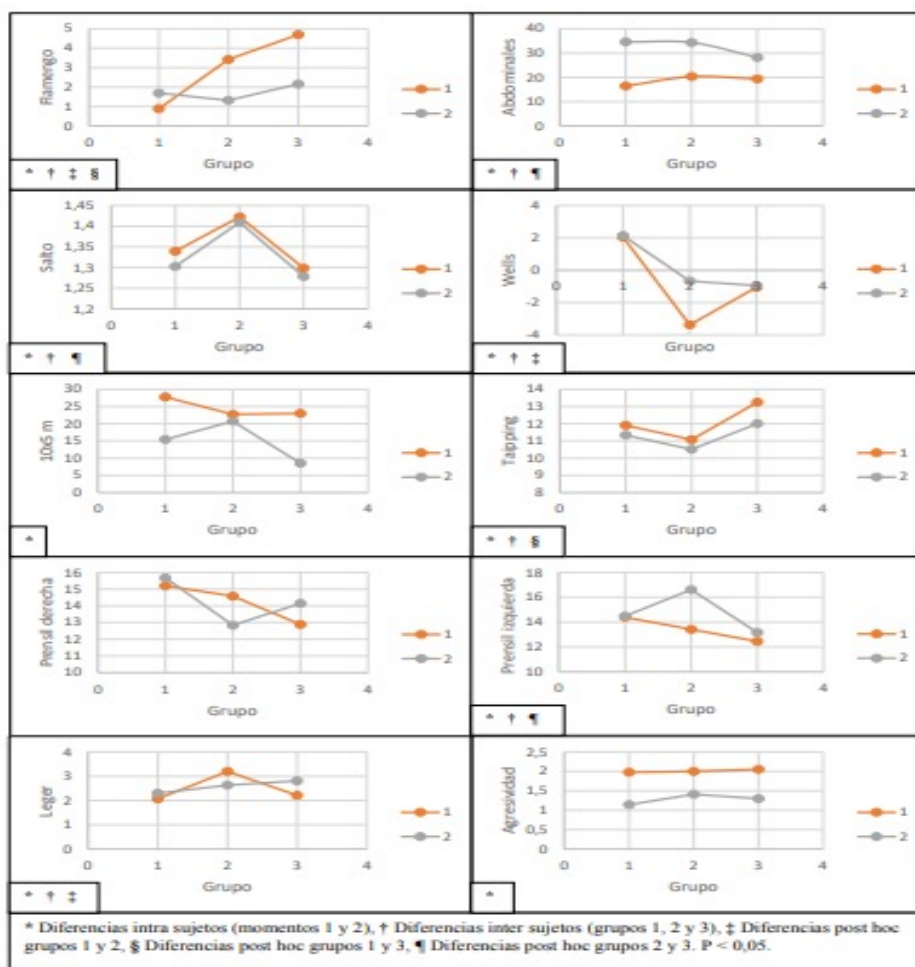 Flamengo
5
4
3
2
1
0
0 1 2 3 4
Grupo
1
2
* † ‡ §
Abdominales
40
30
20
10
0
0 1 2 3 4
Grupo
1
2
* † ¶
Salto
1,45
1,4
1,35
1,3
1,25
1,2
0 1 2 3 4
Grupo
1
2
* † ¶
Wells
4
2
0
-2
-4
0 1 2 3 4
Grupo
1
2
* † ‡
10x5 m
30
25
20
15
10
5
0
0 1 2 3 4
Grupo
1
2
*
Taipping
14
13
12
11
10
9
8
0 1 2 3 4
Grupo
1
2
* † §
Prensil derecha
16
15
14
13
12
11
10
0 1 2 3 4
Grupo
1
2
Prensil izquierda
18
16
14
12
10
0 1 2 3 4
Grupo
1
2
* † ¶
Leger
4
3
2
1
0
0 1 2 3 4
Grupo
1
2
* † ‡
Agresividad
2,5
2
1,5
1
0,5
0
0 1 2 3 4
Grupo
1
2
*
* Diferencias intra sujetos (momentos 1 y 2), † Diferencias inter sujetos (grupos 1, 2 y 3), ‡ Diferencias post hoc
grupos 1 y 2, § Diferencias post hoc grupos 1 y 3, ¶ Diferencias post hoc grupos 2 y 3. P < 0,05.